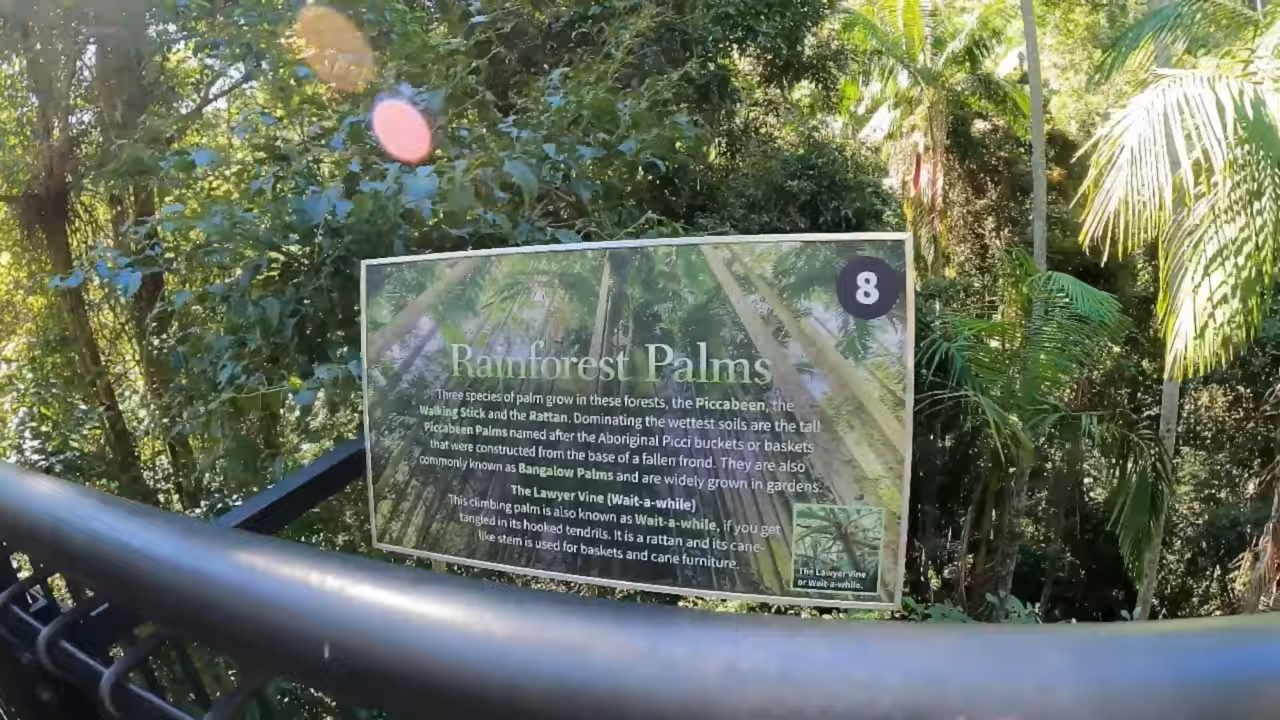 8
Rainforest Palms
Three species of palm grow in these forests, the Piccabeen, the
Walking Stick and the Rattan. Dominating the wettest soils are the tall
Piccabeen Palms named after the Aboriginal Picci buckets or baskets
that were constructed from the base of a fallen frond. They are also
commonly known as Bangalow Palms and are widely grown in gardens.
The Lawyer Vine (Wait-a-while)
This climbing palm is also known as Wait-a-while, if you get
tangled in its hooked tendrils. It is a rattan and its cane-
like stem is used for baskets and cane furniture.
The Lawyer Vine
or Wait-a-while.